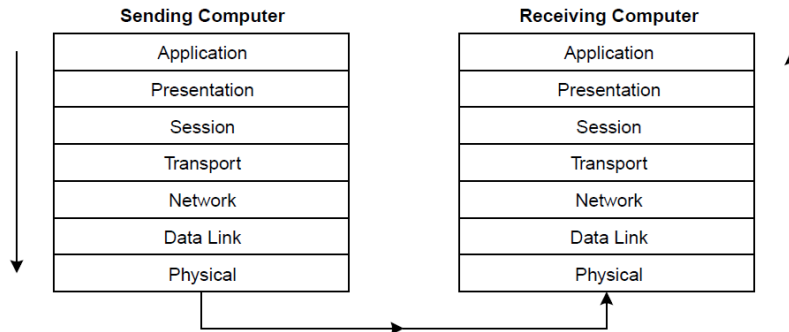 Sending Computer
Application
Presentation
Session
Transport
Network
Data Link
Physical
Receiving Computer
Application
Presentation
Session
Transport
Network
Data Link
Physical